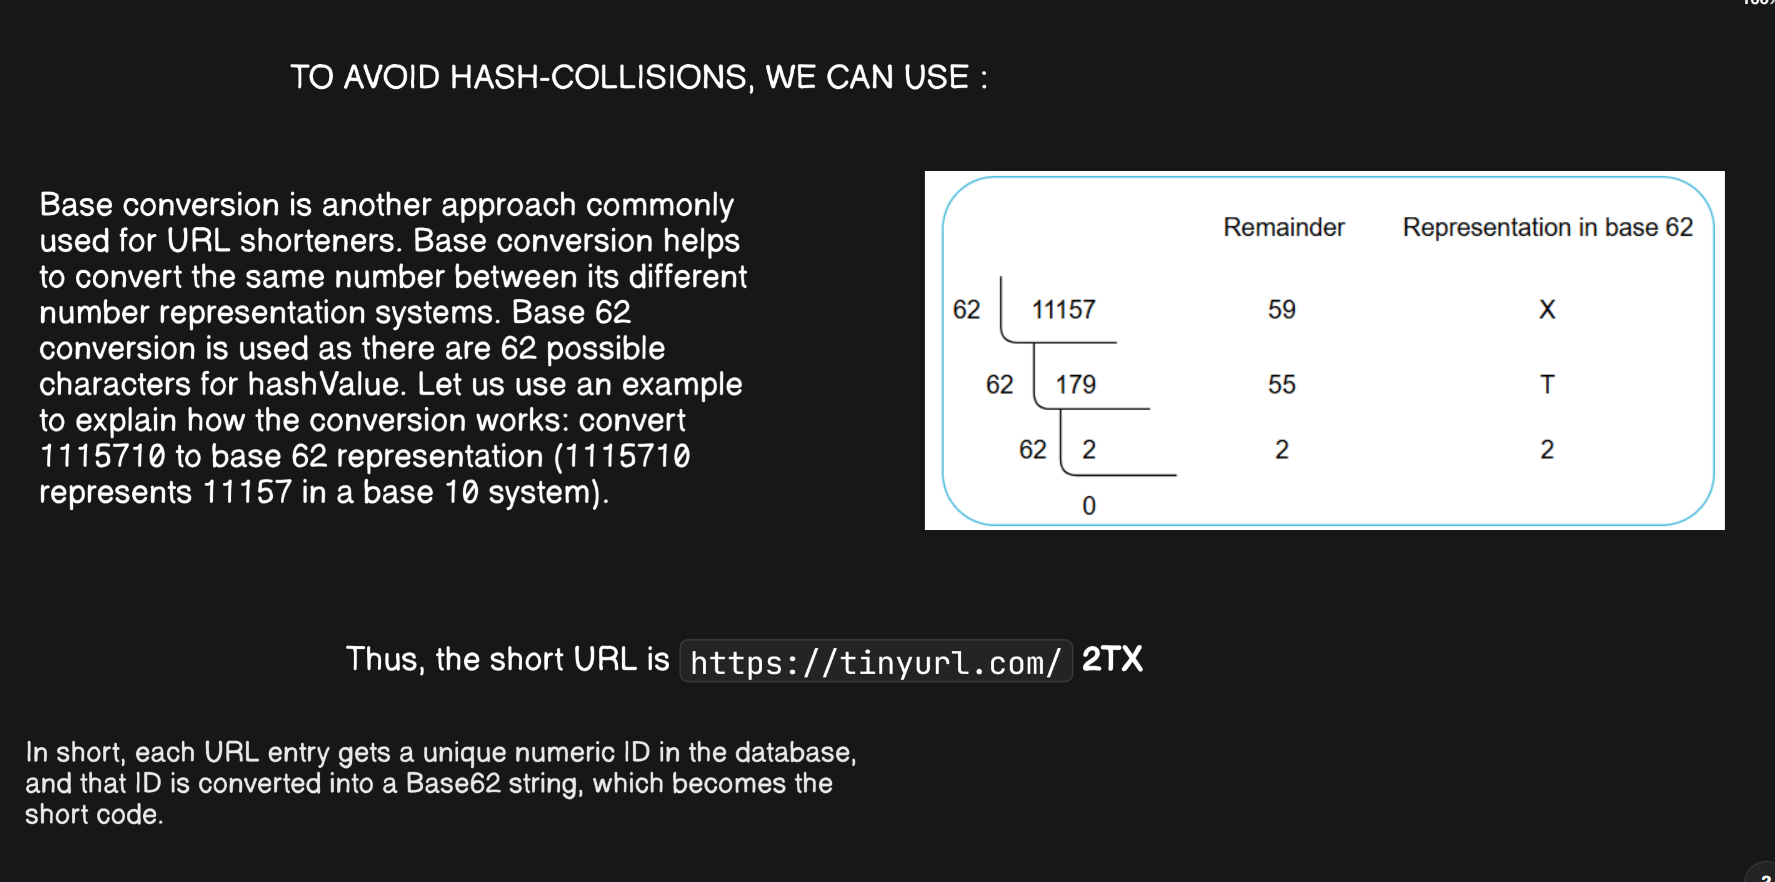 TO AVOID HASH-COLLISIONS, WE CAN USE :
Base conversion is another approach commonly
used for URL shorteners. Base conversion helps
to convert the same number between its different
number representation systems. Base 62
conversion is used as there are 62 possible
characters for hashValue. Let us use an example
to explain how the conversion works: convert
1115710 to base 62 representation (1115710
represents 11157 in a base 10 system).
Remainder Representation in base 62
62 11157 59 X
62 179 55 T
62 2 2 2
0
Thus, the short URL is https://tinyurl.com/ 2TX
In short, each URL entry gets a unique numeric ID in the database,
and that ID is converted into a Base62 string, which becomes the
short code.